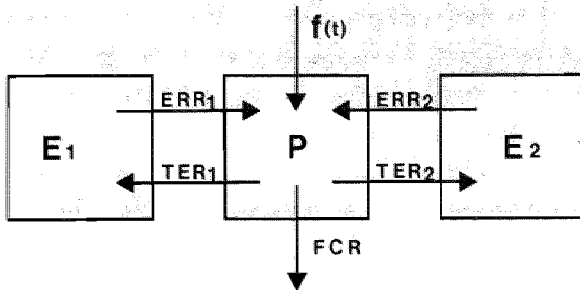 f(t)
ERR1 ERR2
E1 P E2
TER1 TER2
FCR